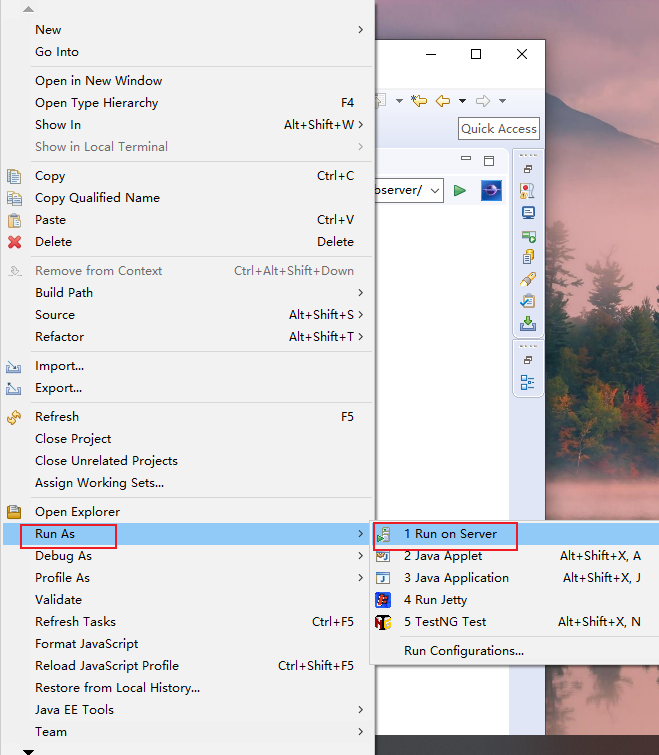 New
Go Into
Open in New Window
Open Type Hierarchy F4
Show In Alt+Shift+W
Show in Local Terminal
Quick Access
Copy Ctrl+C
Copy Qualified Name
Paste Ctrl+V
Delete Delete
Remove from Context Ctrl+Alt+Shift+Down
Build Path
Source Alt+Shift+S
Refactor Alt+Shift+T
Import...
Export...
Refresh F5
Close Project
Close Unrelated Projects
Assign Working Sets...
Open Explorer
Run As
Debug As
Profile As
Validate
Refresh Tasks Ctrl+F5
Format JavaScript
Reload JavaScript Profile Ctrl+Shift+F5
Restore from Local History...
Java EE Tools
Team
1 Run on Server
2 Java Applet Alt+Shift+X, A
3 Java Application Alt+Shift+X, J
4 Run Jetty
5 TestNG Test Alt+Shift+X, N
Run Configurations...